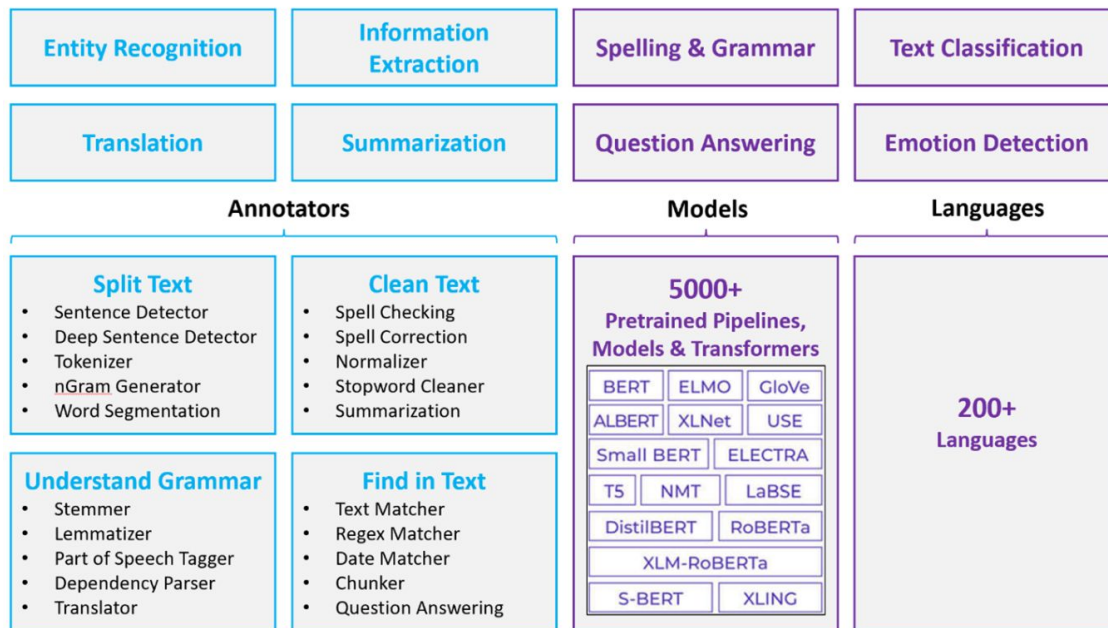 Entity Recognition
Information
Extraction
Spelling & Grammar
Text Classification
Translation
Summarization
Question Answering
Emotion Detection
Annotators
Models
Languages
Split Text
• Sentence Detector
• Deep Sentence Detector
• Tokenizer
• nGram Generator
• Word Segmentation
Clean Text
• Spell Checking
• Spell Correction
• Normalizer
• Stopword Cleaner
• Summarization
Understand Grammar
• Stemmer
• Lemmatizer
• Part of Speech Tagger
• Dependency Parser
• Translator
Find in Text
• Text Matcher
• Regex Matcher
• Date Matcher
• Chunker
• Question Answering
5000+
Pretrained Pipelines,
Models & Transformers
BERT ELMO GloVe
ALBERT XLNet USE
Small BERT ELECTRA
T5 NMT LaBSE
DistilBERT RoBERTa
XLM-RoBERTa
S-BERT XLING
200+
Languages